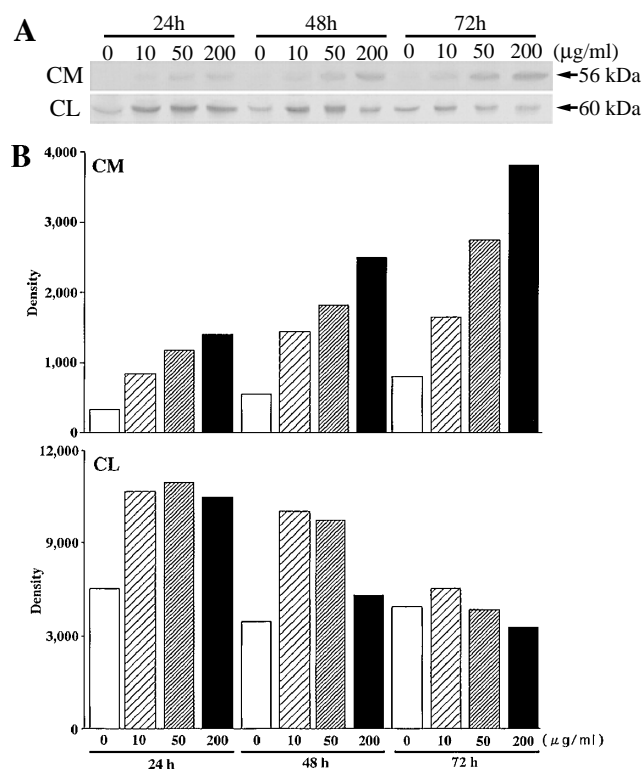 A
24h 48h 72h
0 10 50 200 0 10 50 200 0 10 50 200 (μg/ml)
CM 56 kDa
CL 60 kDa
B
CM
4,000
3,000
2,000
1,000
0
Density
CL
12,000
9,000
3,000
0
Density
0 10 50 200 0 10 50 200 0 10 50 200 (μg/ml)
24 h 48 h 72 h